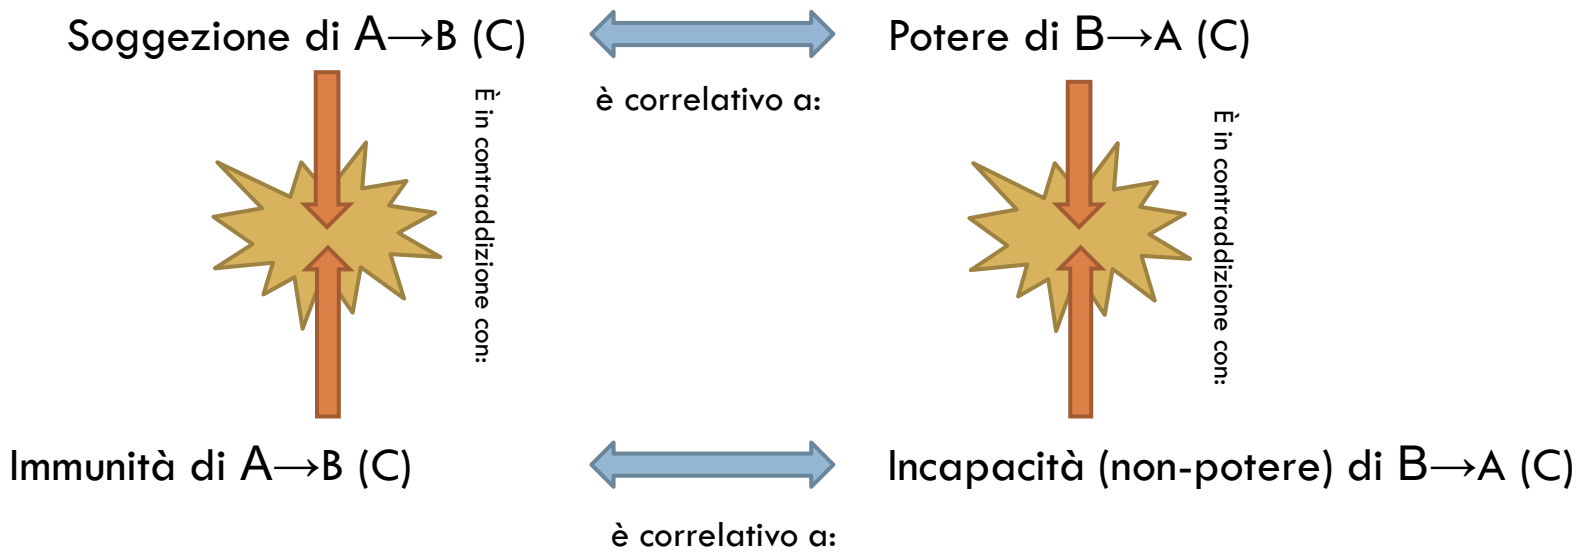 Soggezione di A→B (C)
Potere di B→A (C)
è correlativo a:
È in contraddizione con:
È in contraddizione con:
Immunità di A→B (C)
Incapacità (non-potere) di B→A (C)
è correlativo a: